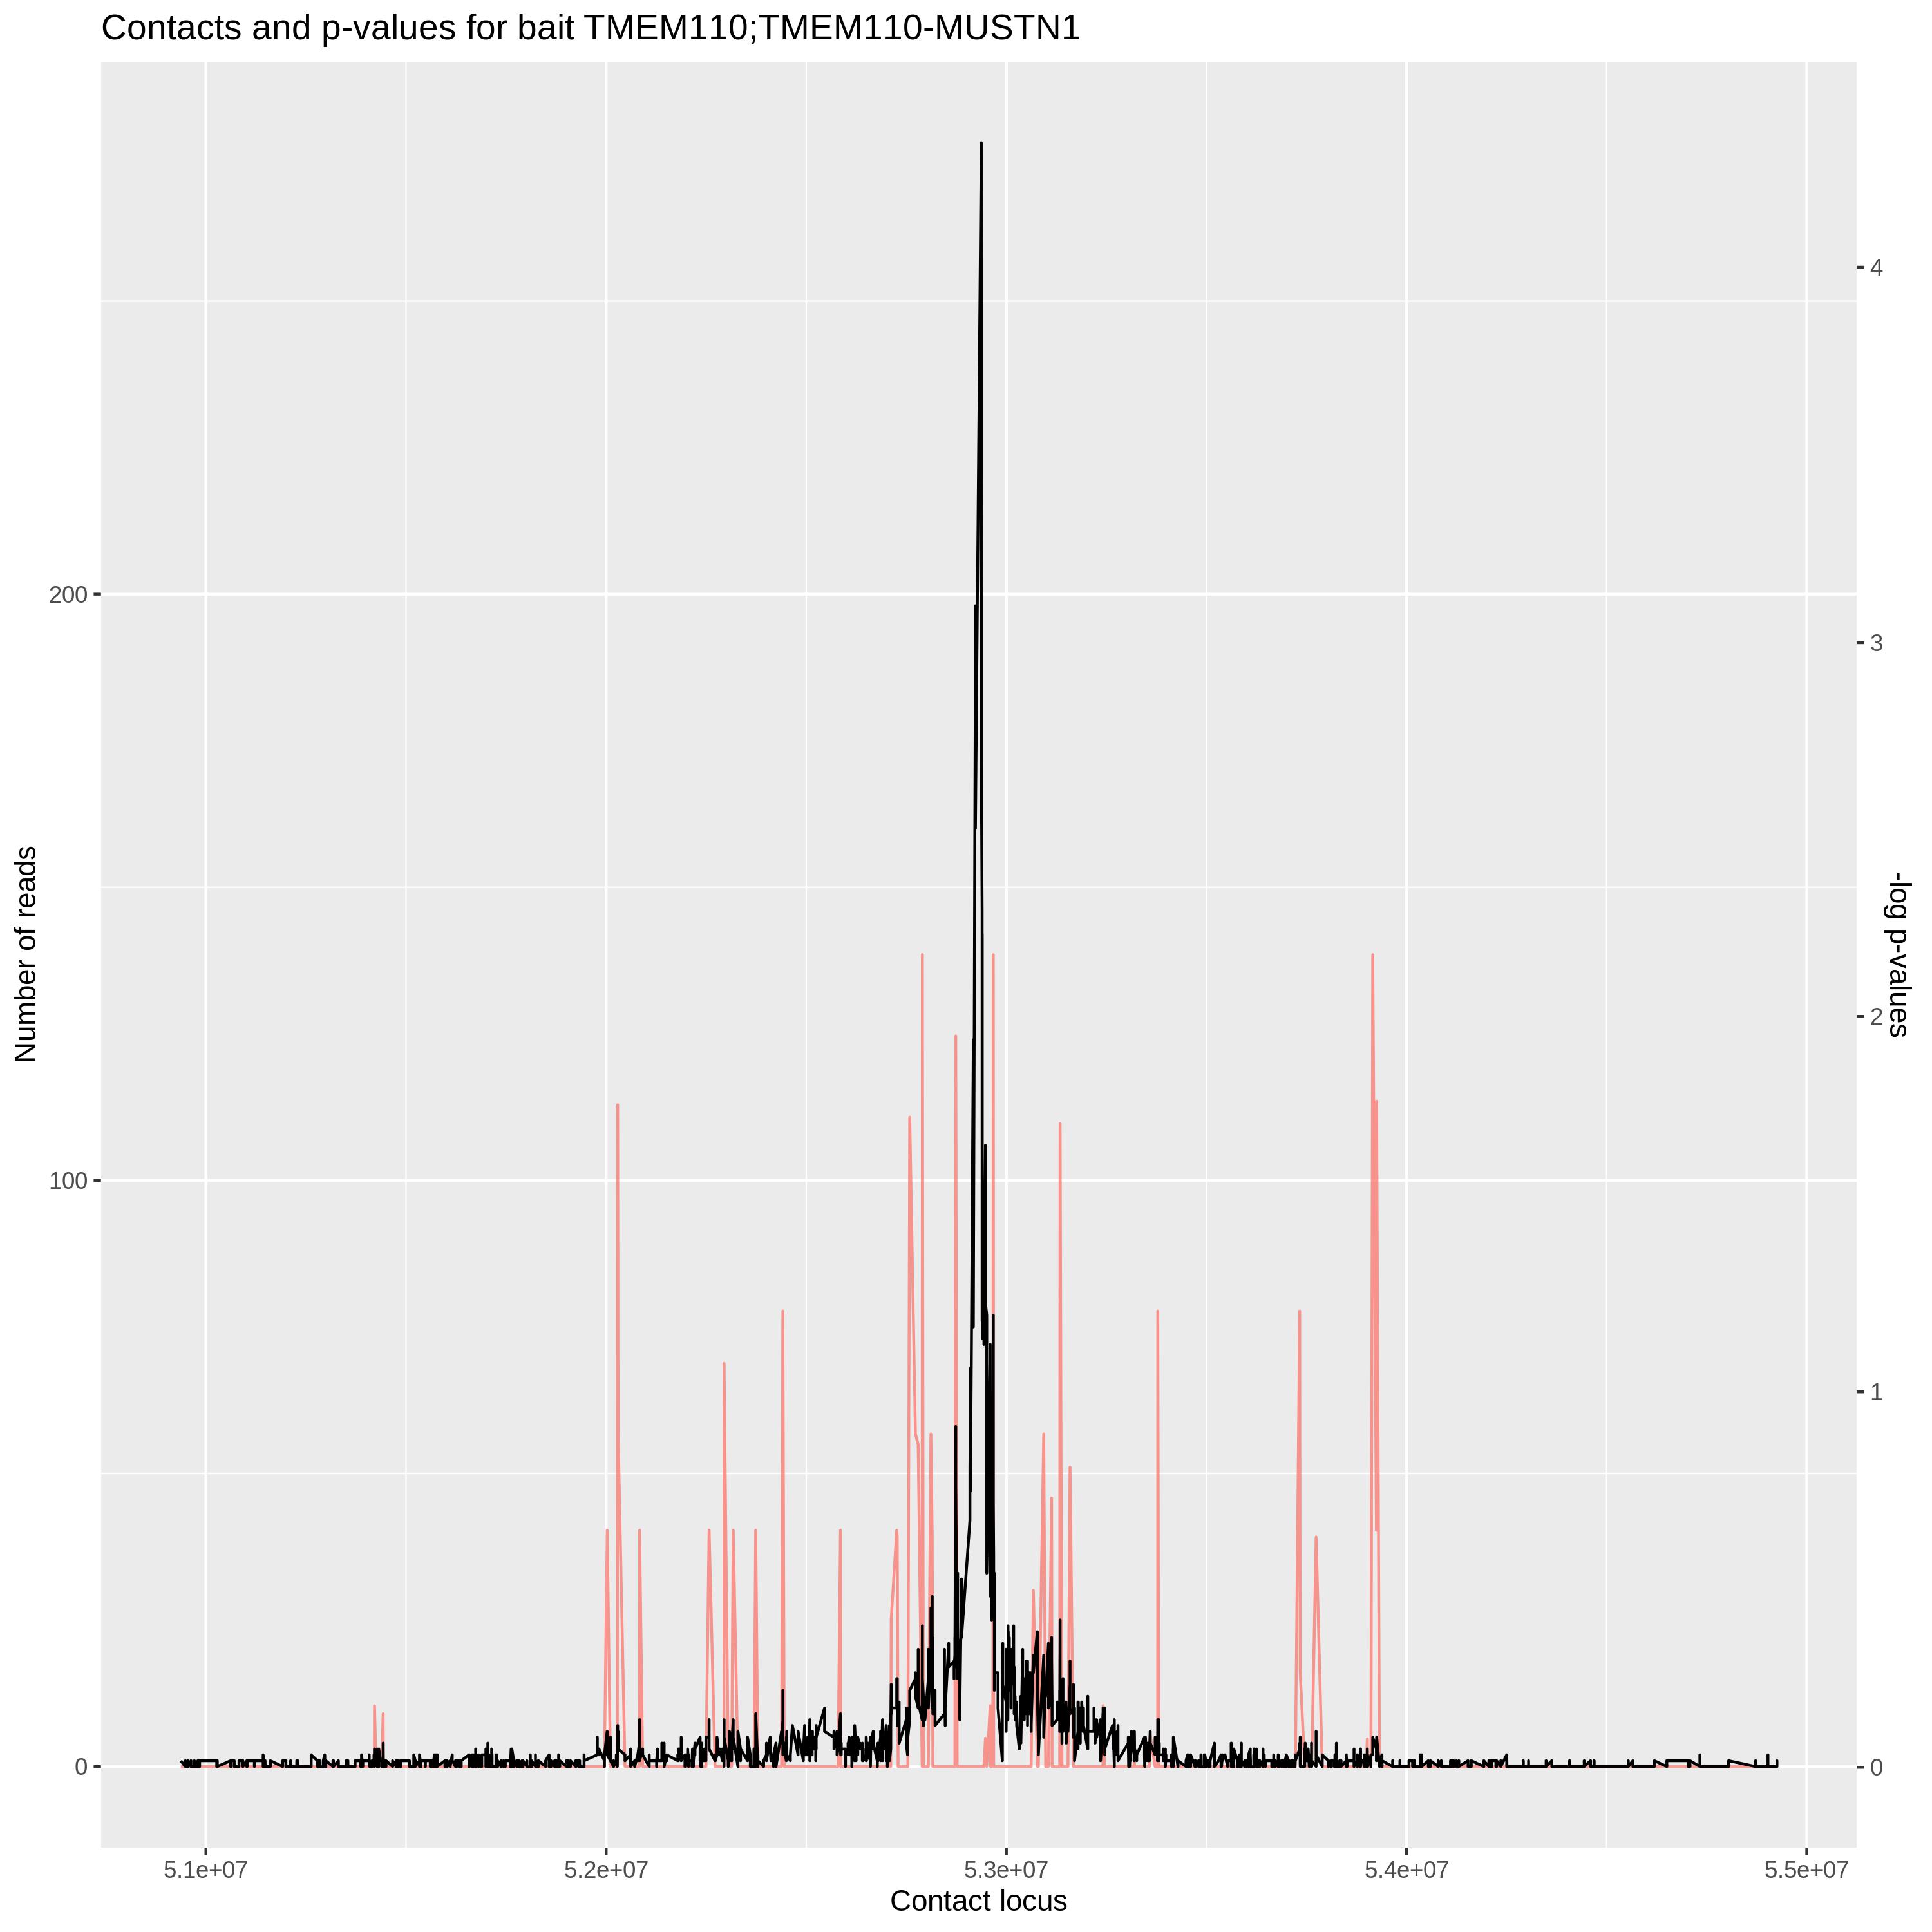 Contacts and p-values for bait TMEM110;TMEM110-MUSTN1
Number of reads
200
100
0
4
3
2
1
0
-log p-values
5.1e+07 5.2e+07 5.3e+07 5.4e+07 5.5e+07
Contact locus